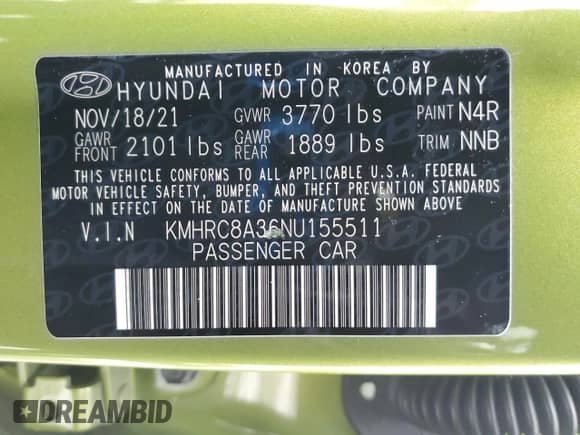 MANUFACTURED IN KOREA BY
HYUNDAI MOTOR COMPANY
NOV/18/21 GVWR 3770 lbs PAINT N4R
GAWR FRONT 2101 lbs GAWR REAR 1889 lbs TRIM NNB
THIS VEHICLE CONFORMS TO ALL APPLICABLE U.S.A. FEDERAL
MOTOR VEHICLE SAFETY, BUMPER, AND THEFT PREVENTION STANDARDS
IN EFFECT ON THE DATE OF MANUFACTURE SHOWN ABOVE
V.I.N KMHRC8A36NU155511
PASSENGER CAR
DREAMBID